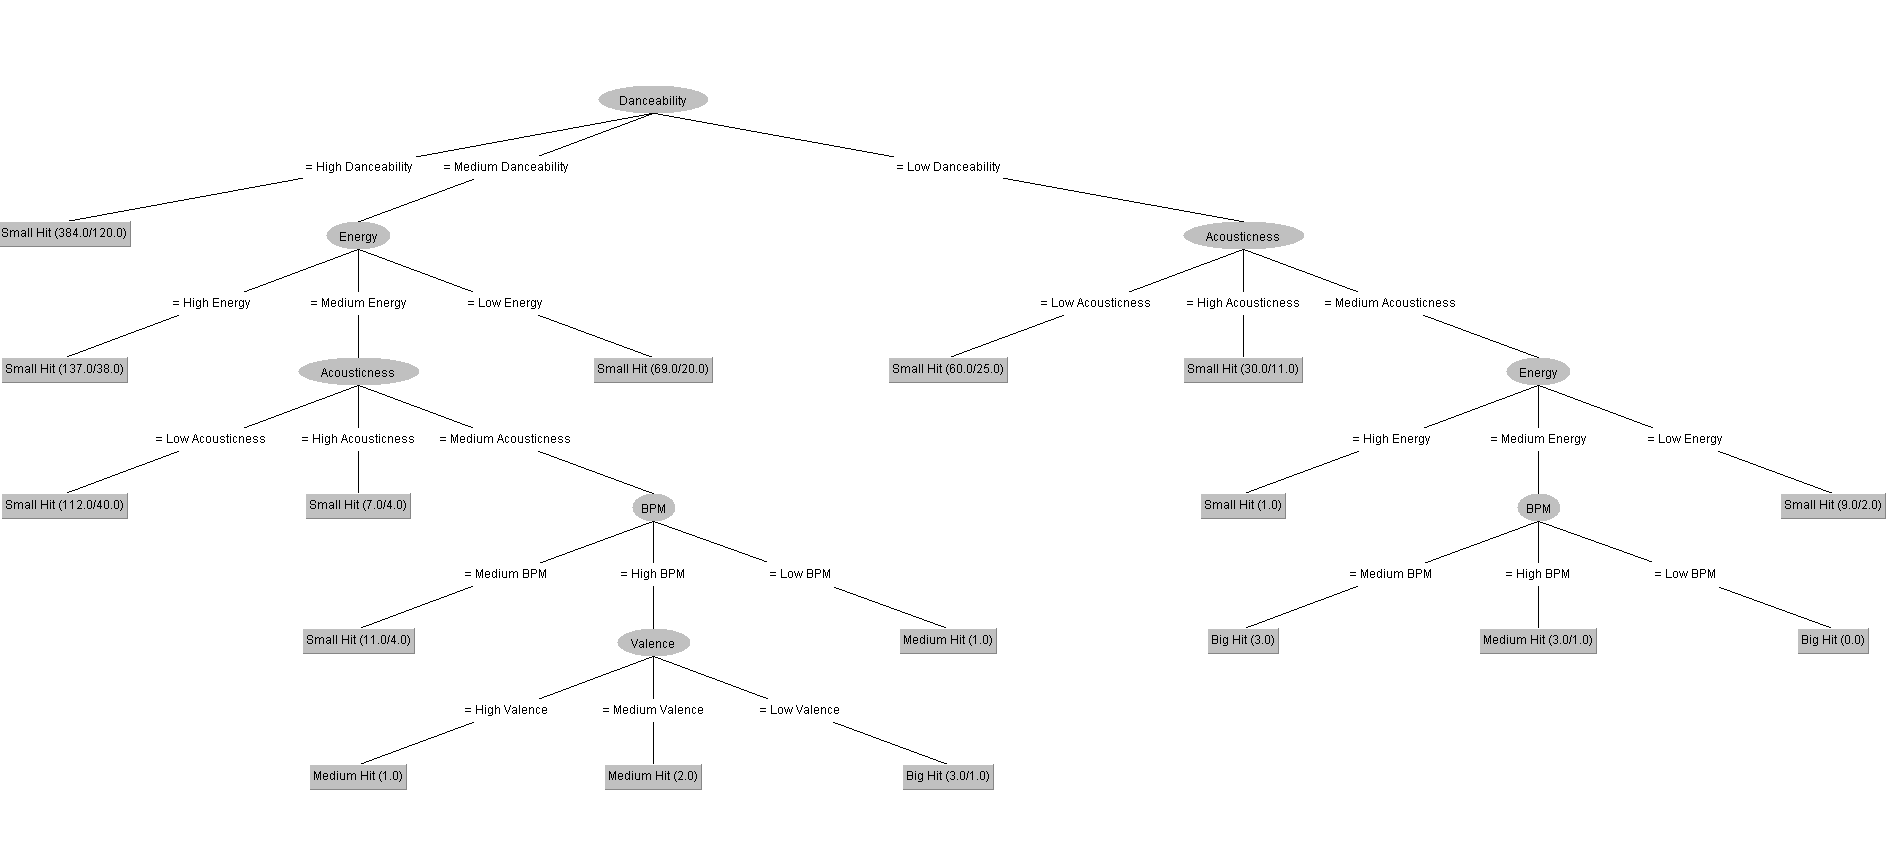 Danceability
= High Danceability
= Medium Danceability
= Low Danceability
Small Hit (384.0/120.0)
Energy
Acousticness
= High Energy
= Medium Energy
= Low Energy
= Low Acousticness
= High Acousticness
= Medium Acousticness
Small Hit (137.0/38.0)
Acousticness
Small Hit (69.0/20.0)
Small Hit (60.0/25.0)
Small Hit (30.0/11.0)
Energy
= Low Acousticness
= High Acousticness
= Medium Acousticness
= High Energy
= Medium Energy
= Low Energy
Small Hit (112.0/40.0)
Small Hit (7.0/4.0)
BPM
Small Hit (1.0)
BPM
Small Hit (9.0/2.0)
= Medium BPM
= High BPM
= Low BPM
= Medium BPM
= High BPM
= Low BPM
Small Hit (11.0/4.0)
Valence
Medium Hit (1.0)
Big Hit (3.0)
Medium Hit (3.0/1.0)
Big Hit (0.0)
= High Valence
= Medium Valence
= Low Valence
Medium Hit (1.0)
Medium Hit (2.0)
Big Hit (3.0/1.0)